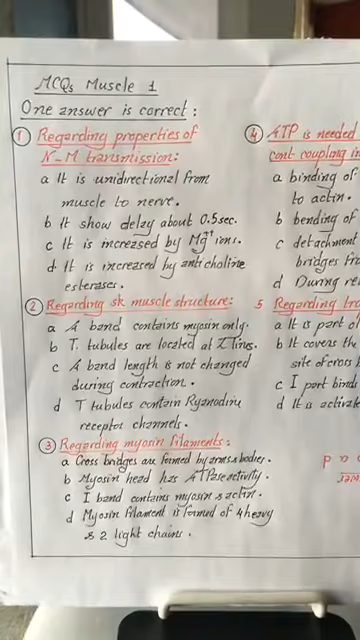 MCQs Muscle 1
One answer is correct:
① Regarding properties of
N-M transmission:
a It is unidirectional from
muscle to nerve.
b It show delay about 0.5sec.
c It is increased by Mg++ ions.
d It is increased by anticholine
esterases.
② Regarding sk muscle structure:
a A band contains myosin only.
b T. tubules are located at Z lines.
c A band length is not changed
during contraction.
d T tubules contain Ryanodine
receptor channels.
③ Regarding myosin filaments:
a Cross bridges are formed by arms & bodies.
b Myosin head has ATPase activity.
c I band contains myosin & actin.
d Myosin filament is formed of 4 heavy
& 2 light chains.
④ ATP is needed
cont coupling in
a binding of
to actin.
b bending of
c detachment
bridges fro
d During re
5 Regarding tro
a It is part of
b It covers the
site of cross b
c I part binds
d It is activate